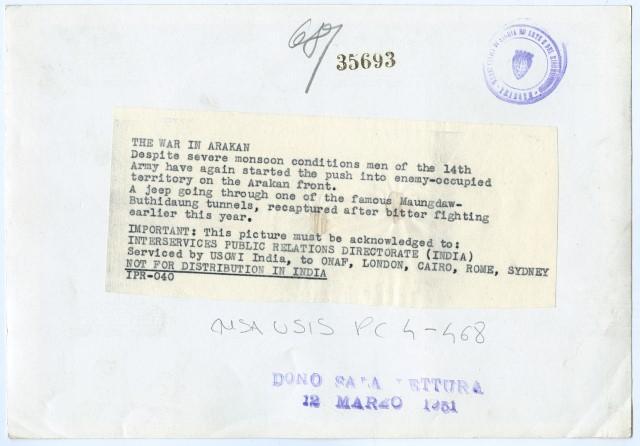 687
35693
THE WAR IN ARAKAN
Despite severe monsoon conditions men of the 14th
Army have again started the push into enemy-occupied
territory on the Arakan front.
A jeep going through one of the famous Maungdaw-
Buthidaung tunnels, recaptured after bitter fighting
earlier this year.
IMPORTANT: This picture must be acknowledged to:
INTERSERVICES PUBLIC RELATIONS DIRECTORATE (INDIA)
Serviced by USOWI India, to ONAF, LONDON, CAIRO, ROME, SYDNEY
NOT FOR DISTRIBUTION IN INDIA
IPR-040
USIS PC 4-468
DONO SALA LETTURA
12 MARZO 1951